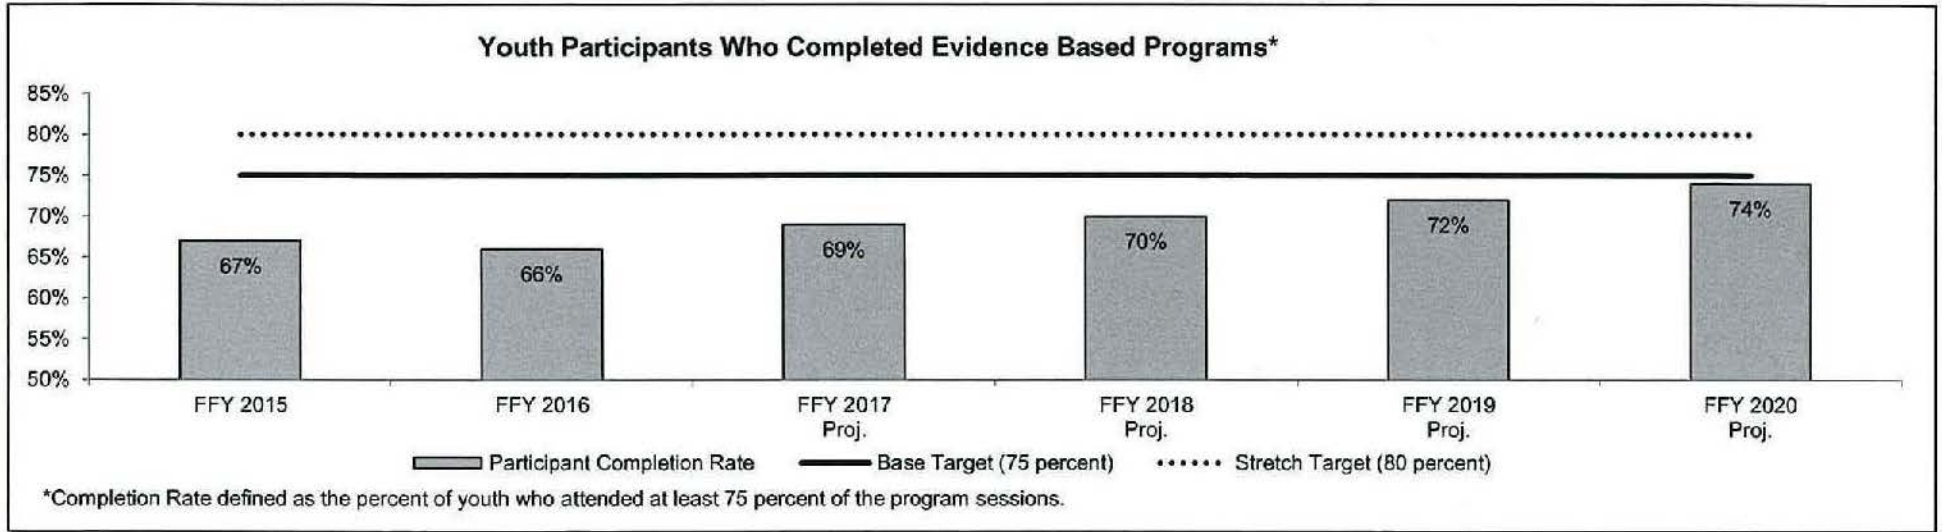 Youth Participants Who Completed Evidence Based Programs*
85%
80%
75%
70%
65%
60%
55%
50%
67%
66%
69%
70%
72%
74%
FFY 2015
FFY 2016
FFY 2017
Proj.
FFY 2018
Proj.
FFY 2019
Proj.
FFY 2020
Proj.
Participant Completion Rate
Base Target (75 percent)
Stretch Target (80 percent)
*Completion Rate defined as the percent of youth who attended at least 75 percent of the program sessions.